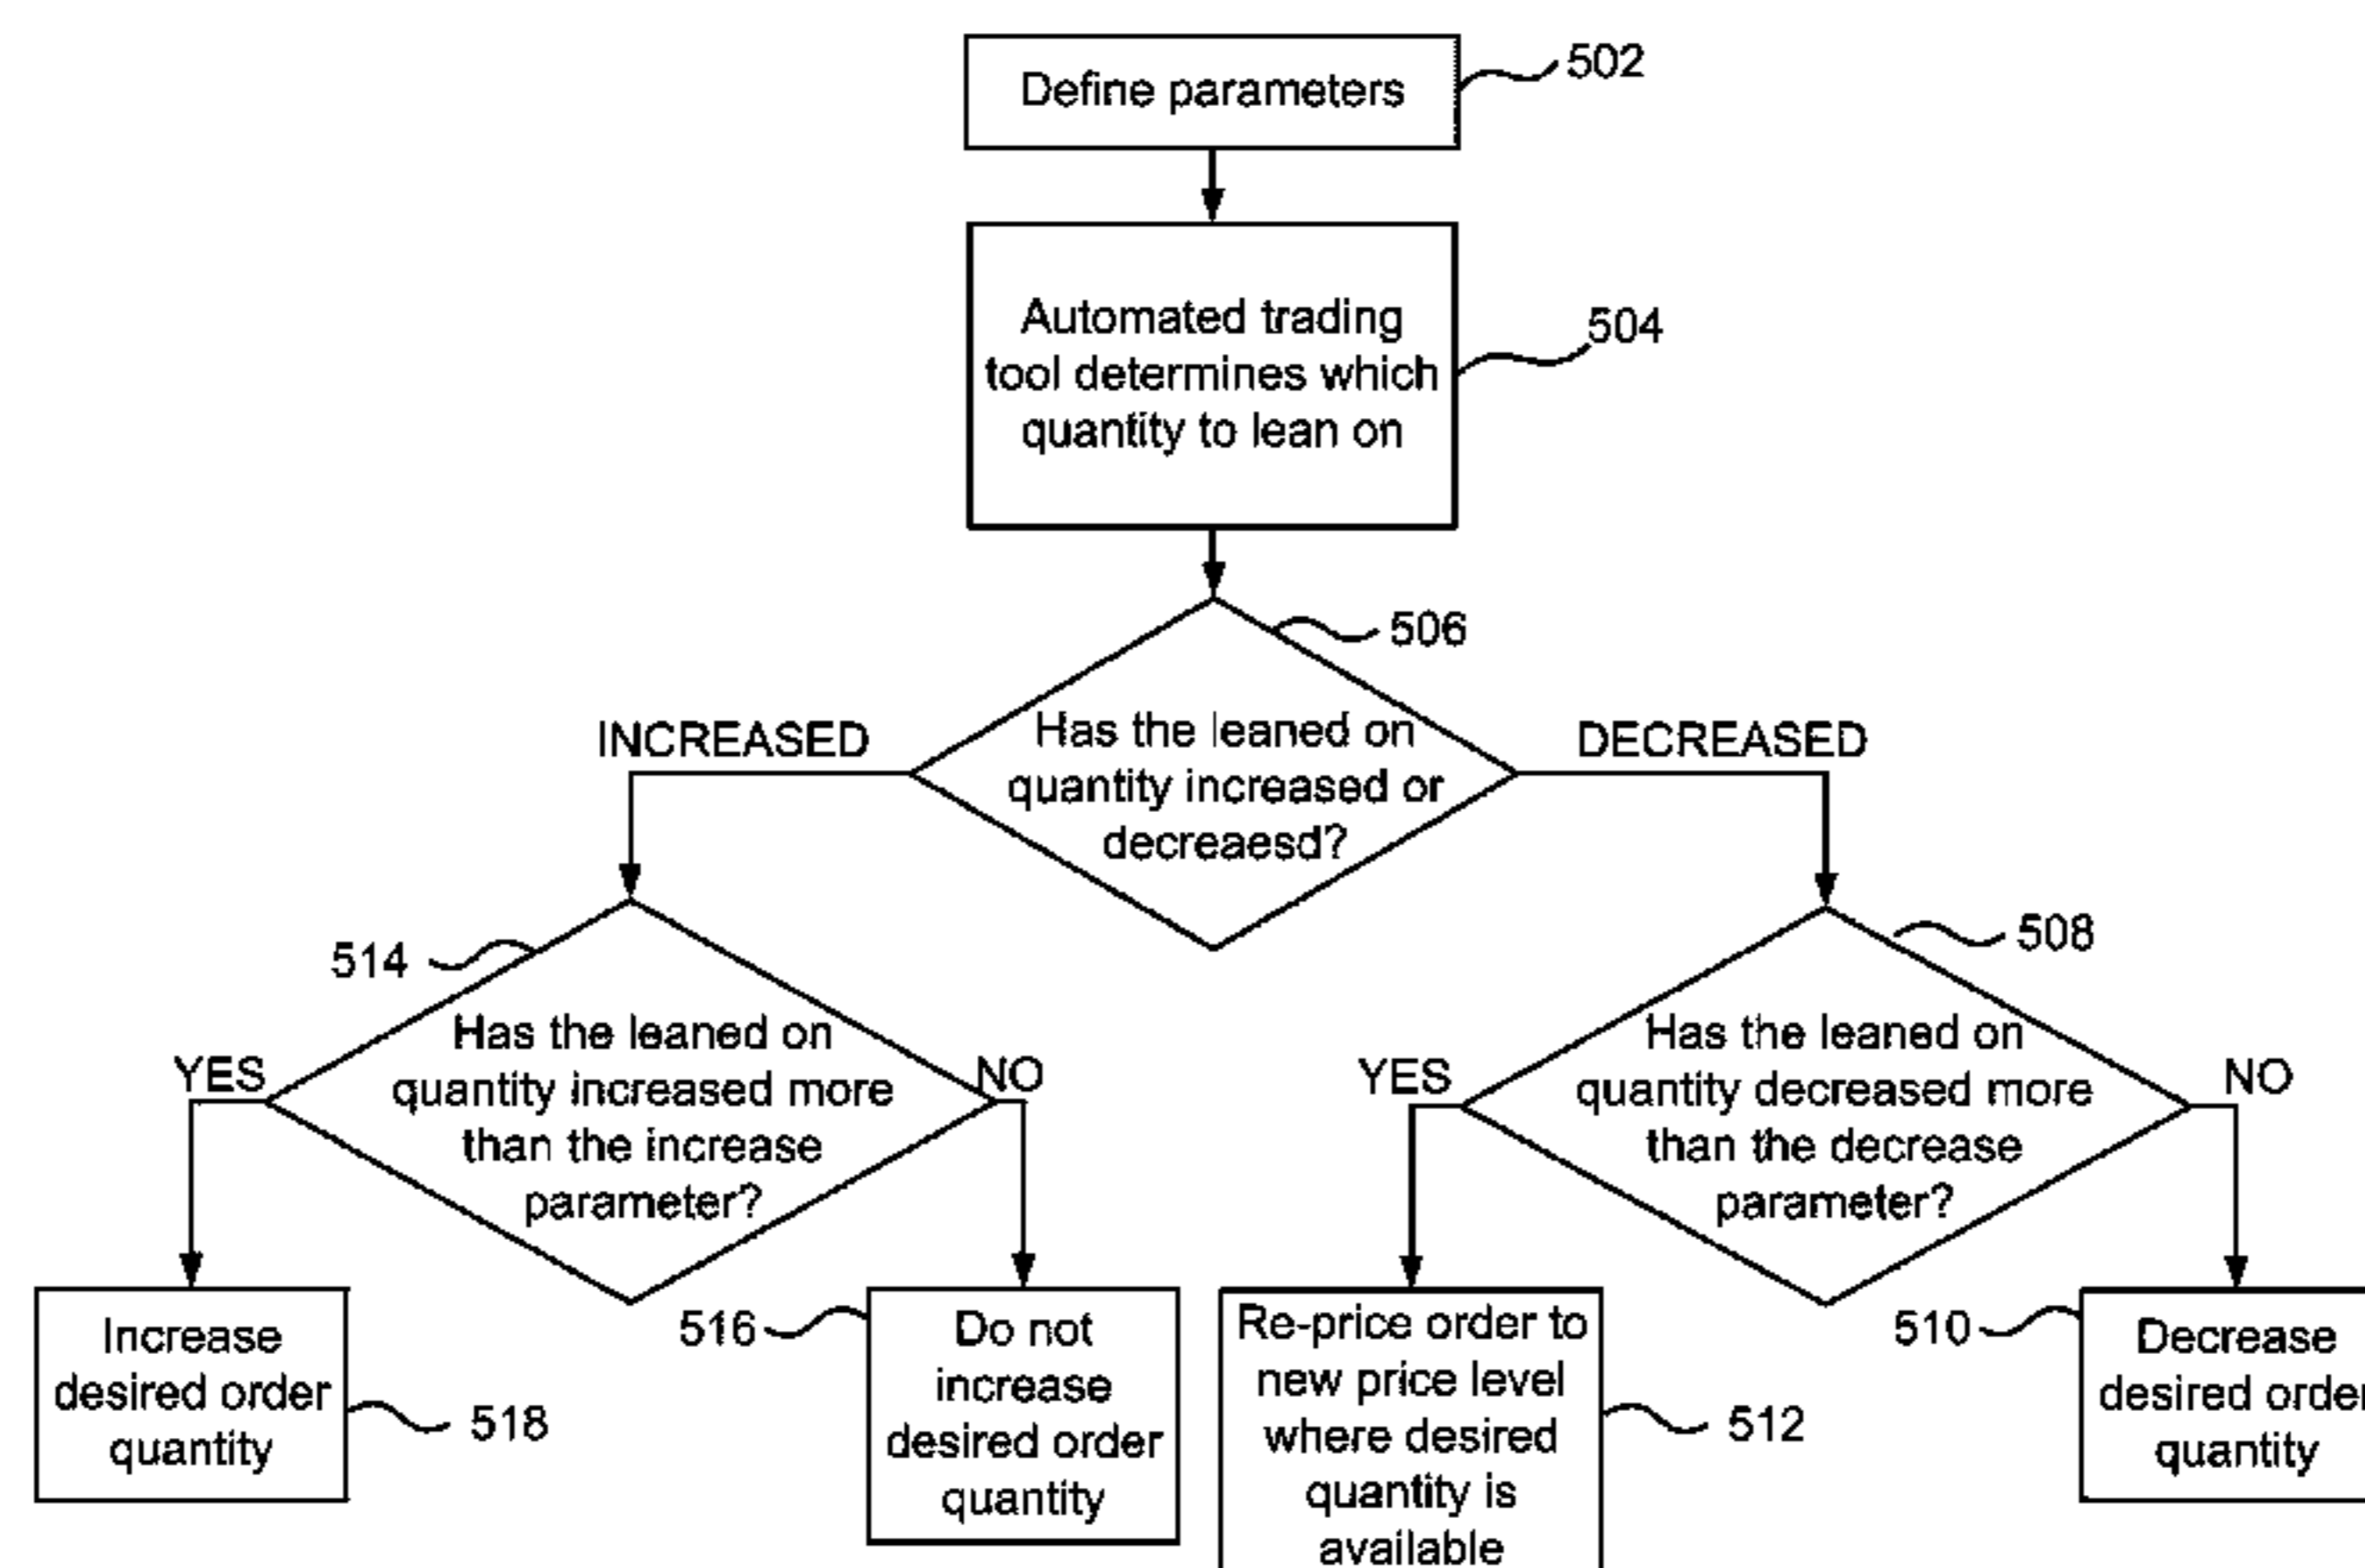 Define parameters
502
Automated trading
tool determines which
quantity to lean on
504
506
Has the leaned on
quantity increased or
decreaesd?
INCREASED
DECREASED
514
Has the leaned on
quantity increased more
than the increase
parameter?
YES
NO
508
Has the leaned on
quantity decreased more
than the decrease
parameter?
YES
NO
Increase
desired order
quantity
518
516
Do not
increase
desired order
quantity
Re-price order to
new price level
where desired
quantity is
available
512
510
Decrease
desired order
quantity